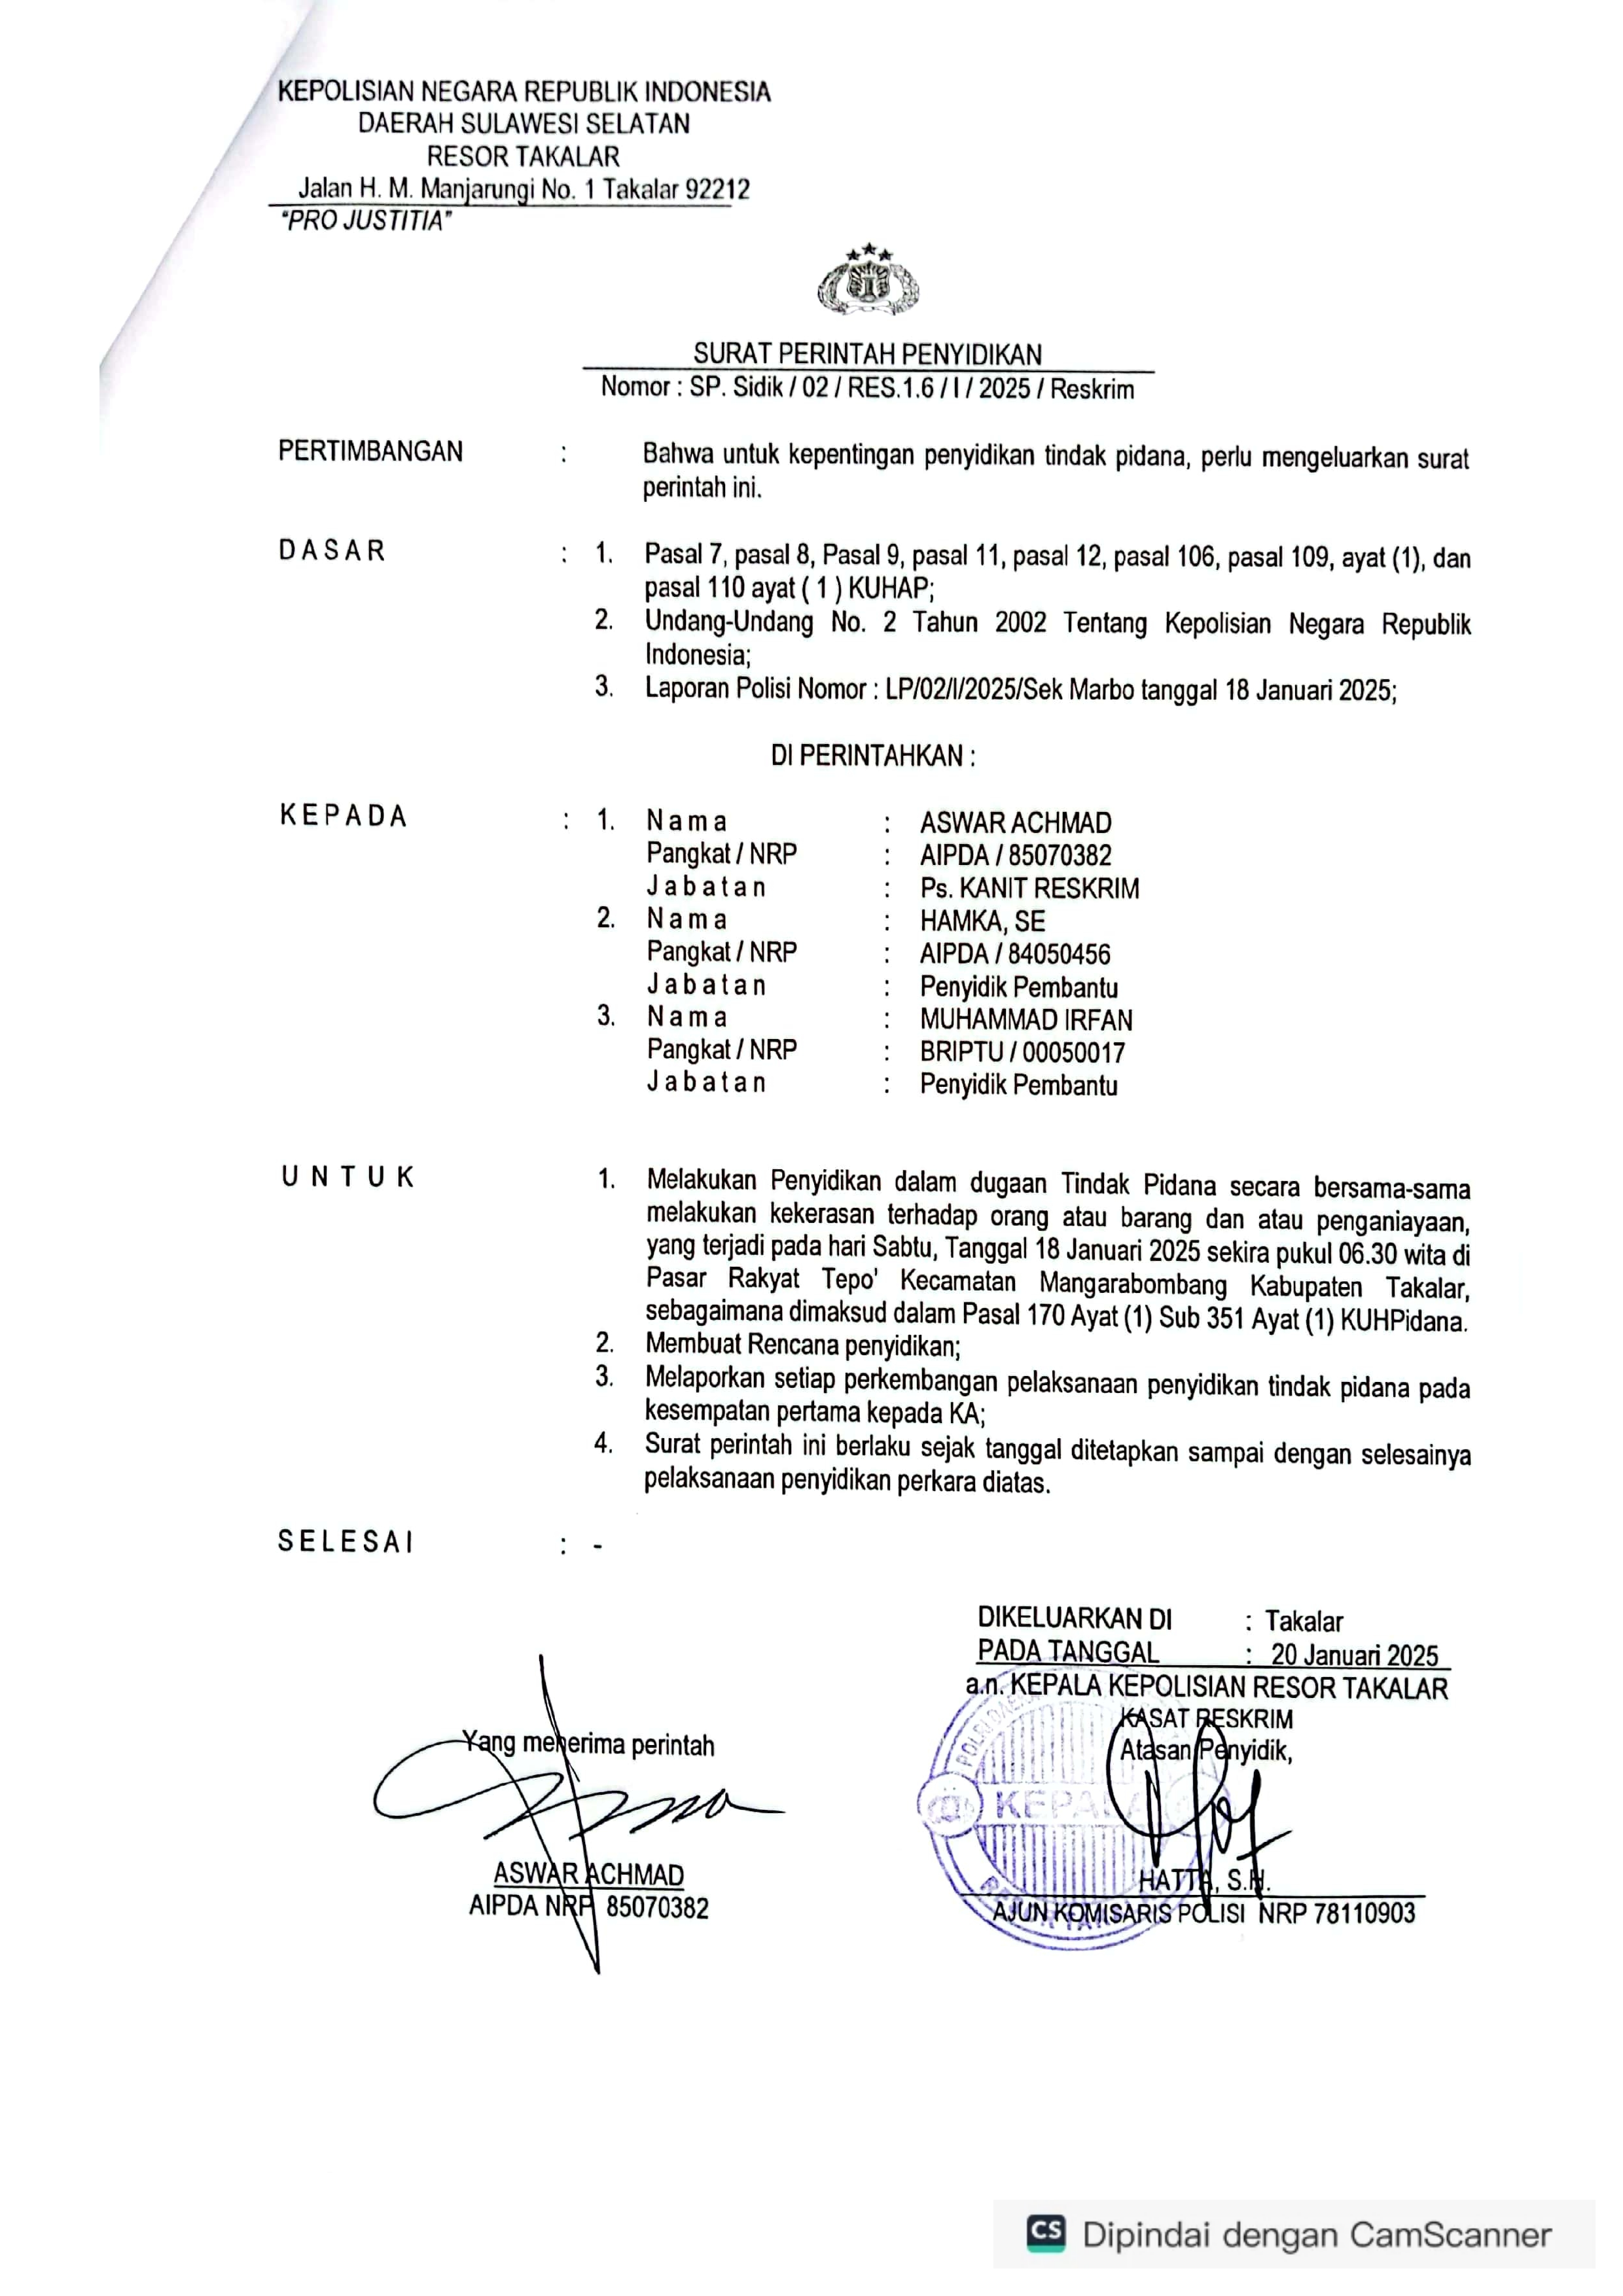 KEPOLISIAN NEGARA REPUBLIK INDONESIA
DAERAH SULAWESI SELATAN
RESOR TAKALAR
Jalan H. M. Manjarungi No. 1 Takalar 92212
"PRO JUSTITIA"
SURAT PERINTAH PENYIDIKAN
Nomor : SP. Sidik / 02 / RES.1.6 / I / 2025 / Reskrim
PERTIMBANGAN : Bahwa untuk kepentingan penyidikan tindak pidana, perlu mengeluarkan surat
perintah ini.
D A S A R : 1. Pasal 7, pasal 8, Pasal 9, pasal 11, pasal 12, pasal 106, pasal 109, ayat (1), dan
pasal 110 ayat ( 1 ) KUHAP;
2. Undang-Undang No. 2 Tahun 2002 Tentang Kepolisian Negara Republik
Indonesia;
3. Laporan Polisi Nomor : LP/02/I/2025/Sek Marbo tanggal 18 Januari 2025;
DI PERINTAHKAN :
K E P A D A : 1. N a m a : ASWAR ACHMAD
Pangkat / NRP : AIPDA / 85070382
J a b a t a n : Ps. KANIT RESKRIM
2. N a m a : HAMKA, SE
Pangkat / NRP : AIPDA / 84050456
J a b a t a n : Penyidik Pembantu
3. N a m a : MUHAMMAD IRFAN
Pangkat / NRP : BRIPTU / 00050017
J a b a t a n : Penyidik Pembantu
U N T U K 1. Melakukan Penyidikan dalam dugaan Tindak Pidana secara bersama-sama
melakukan kekerasan terhadap orang atau barang dan atau penganiayaan,
yang terjadi pada hari Sabtu, Tanggal 18 Januari 2025 sekira pukul 06.30 wita di
Pasar Rakyat Tepo' Kecamatan Mangarabombang Kabupaten Takalar,
sebagaimana dimaksud dalam Pasal 170 Ayat (1) Sub 351 Ayat (1) KUHPidana.
2. Membuat Rencana penyidikan;
3. Melaporkan setiap perkembangan pelaksanaan penyidikan tindak pidana pada
kesempatan pertama kepada KA;
4. Surat perintah ini berlaku sejak tanggal ditetapkan sampai dengan selesainya
pelaksanaan penyidikan perkara diatas.
S E L E S A I : -
DIKELUARKAN DI : Takalar
PADA TANGGAL : 20 Januari 2025
a.n. KEPALA KEPOLISIAN RESOR TAKALAR
KASAT RESKRIM
Atasan Penyidik,
Yang menerima perintah
KEPALA
ASWAR ACHMAD
AIPDA NRP 85070382
HATTA, S.H.
AJUN KOMISARIS POLISI NRP 78110903
RESOR TAKALAR
CS Dipindai dengan CamScanner